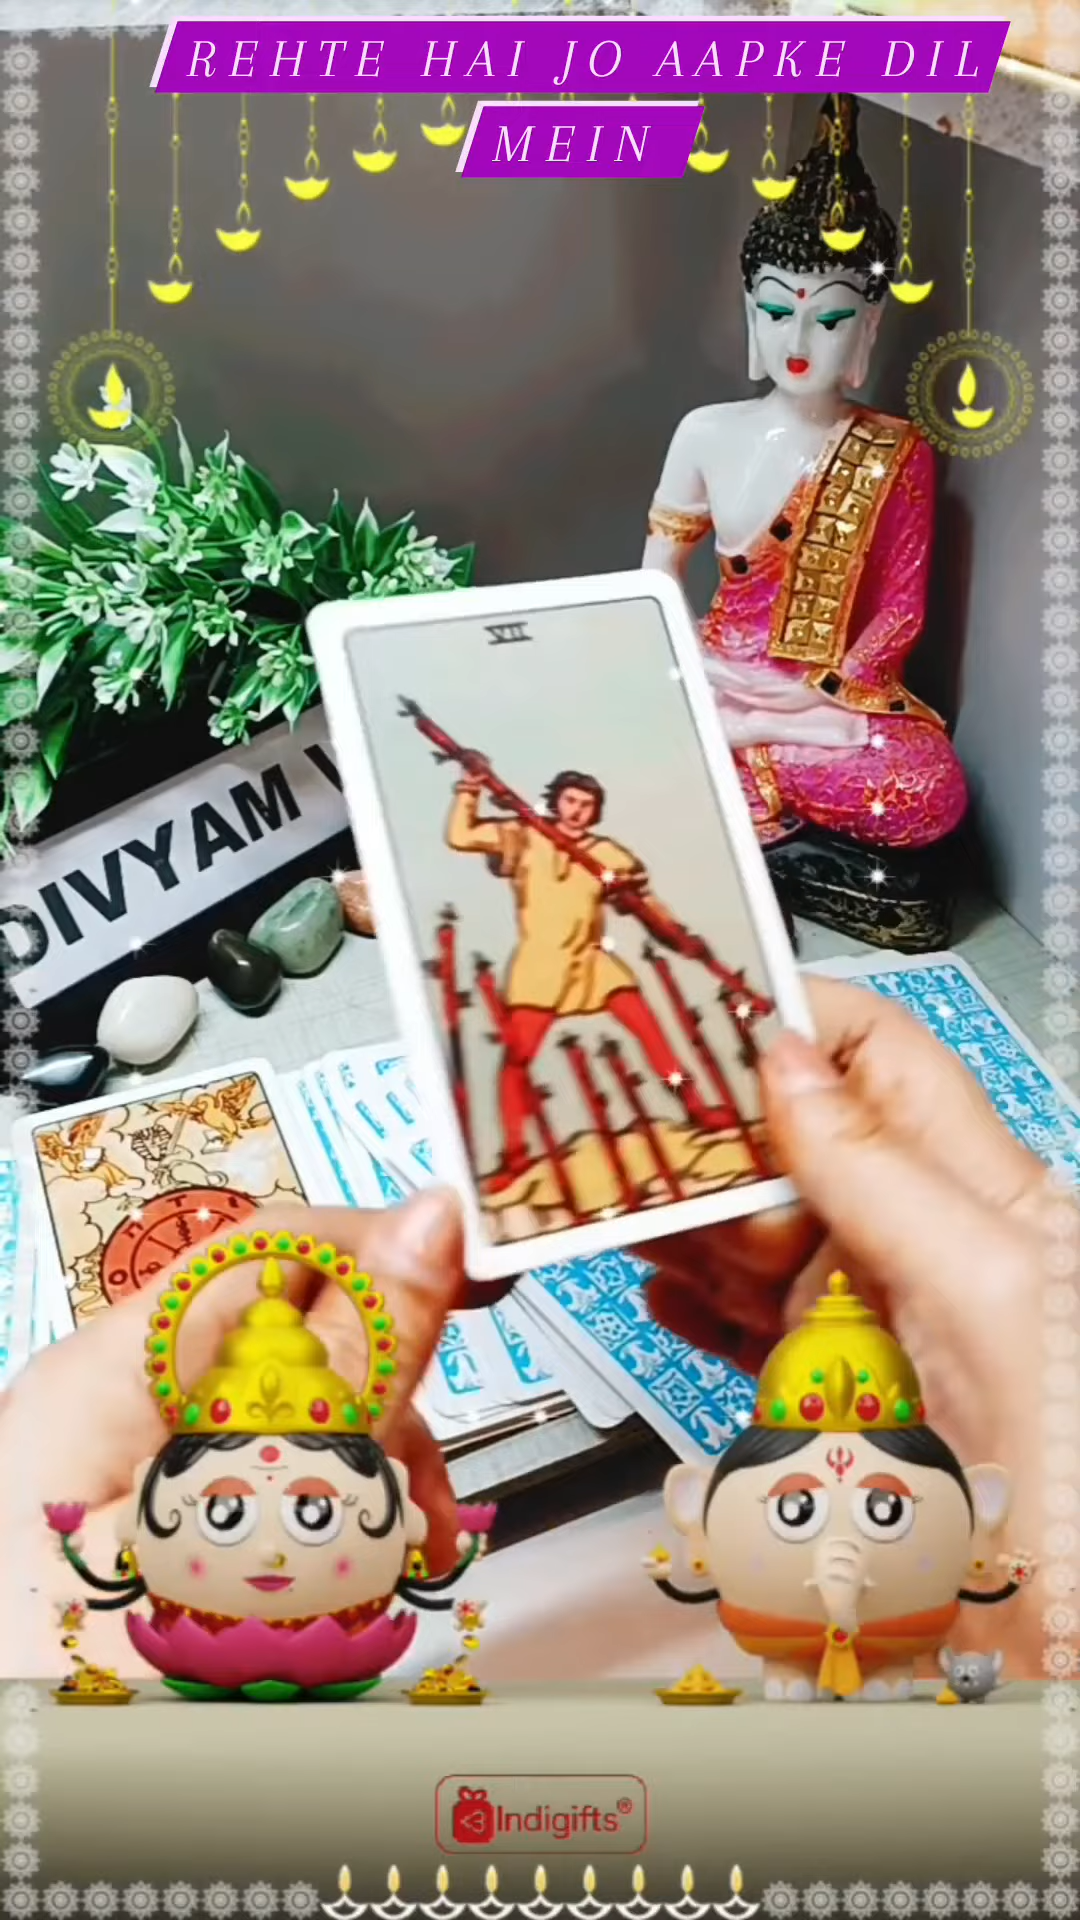 REHTE HAI JO AAPKE DIL
MEIN
VII
DIVYAM V
X
Indigifts®